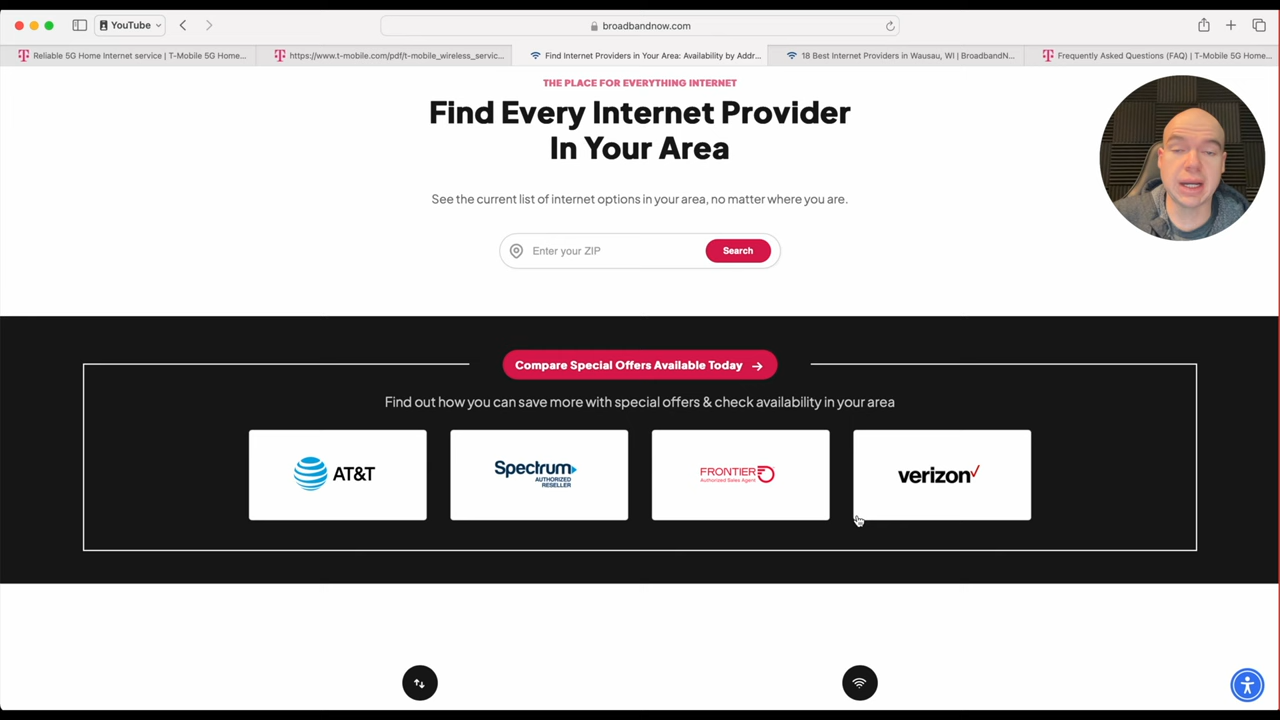 YouTube
broadbandnow.com
Reliable 5G Home Internet service | T-Mobile 5G Home...
https://www.t-mobile.com/pdf/t-mobile_wireless_servic...
Find Internet Providers in Your Area: Availability by Addr...
18 Best Internet Providers in Wausau, WI | BroadbandN...
Frequently Asked Questions (FAQ) | T-Mobile 5G Home...
THE PLACE FOR EVERYTHING INTERNET
Find Every Internet Provider
In Your Area
See the current list of internet options in your area, no matter where you are.
Enter your ZIP
Search
Compare Special Offers Available Today
Find out how you can save more with special offers & check availability in your area
AT&T
Spectrum
AUTHORIZED
RESELLER
FRONTIER
Authorized Sales Agent
verizon